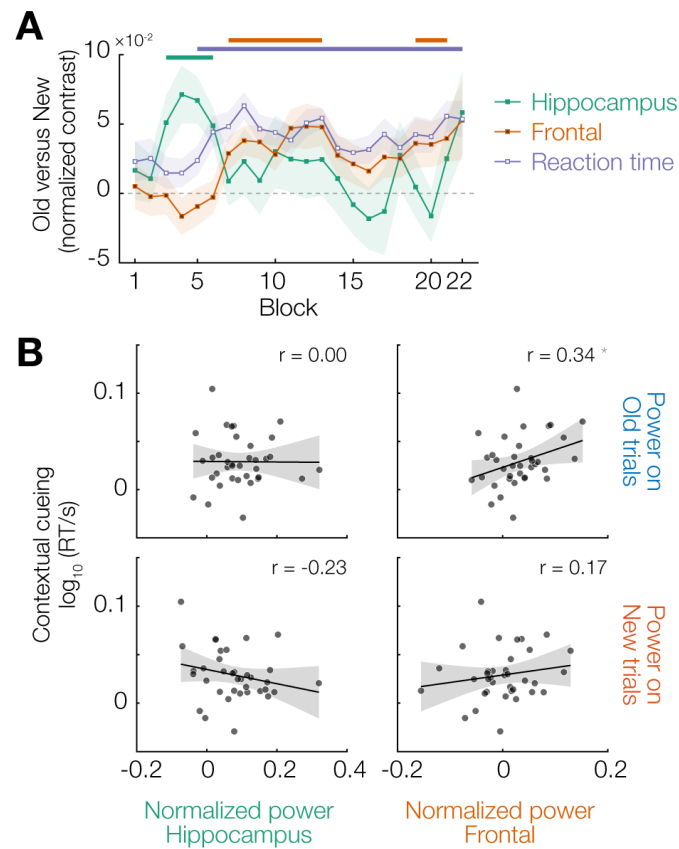 A
10 ×10⁻²
5
0
-5
Old versus New
(normalized contrast)
1
5
10
15
20
22
Block
Hippocampus
Frontal
Reaction time
B
r = 0.00
r = 0.34 *
0.1
0
Power on
Old trials
Contextual cueing
log₁₀ (RT/s)
r = -0.23
r = 0.17
0.1
0
Power on
New trials
-0.2
0
0.2
0.4
-0.2
0
0.2
Normalized power
Hippocampus
Normalized power
Frontal